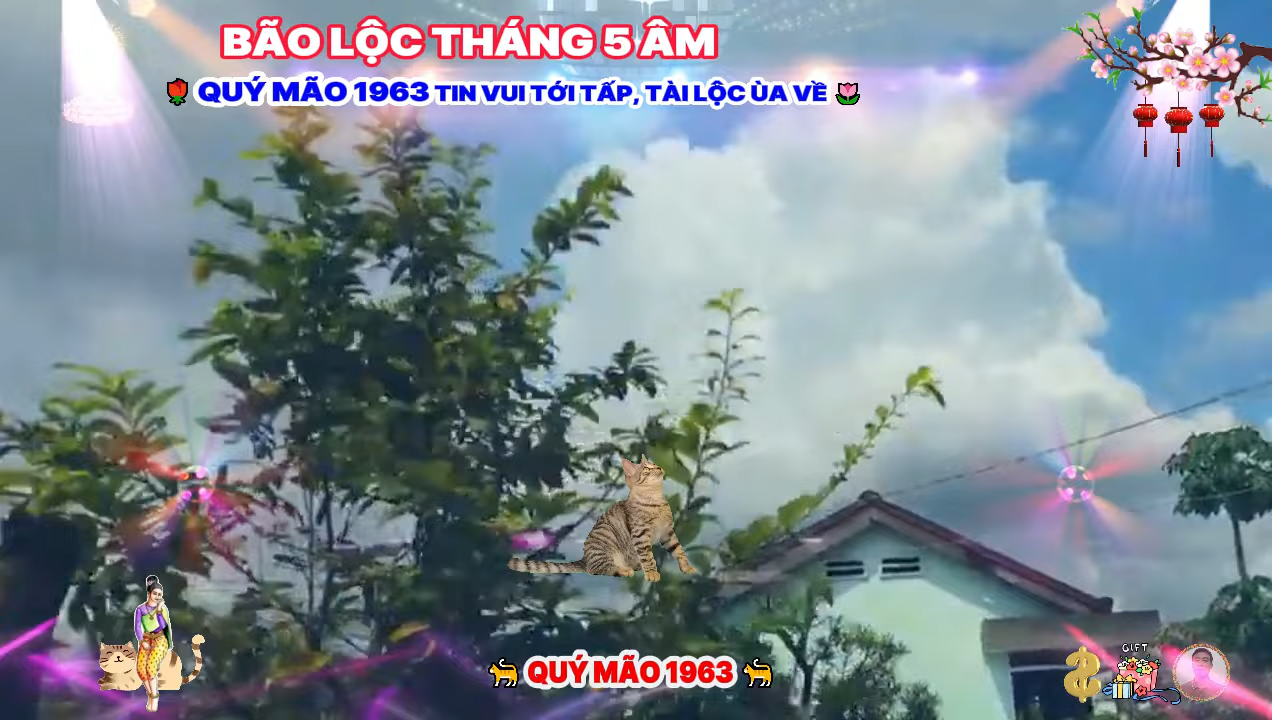 BÃO LỘC THÁNG 5 ÂM
QUÝ MÃO 1963 TIN VUI TỚI TẤP, TÀI LỘC ÙA VỀ
GIFT
QUÝ MÃO 1963